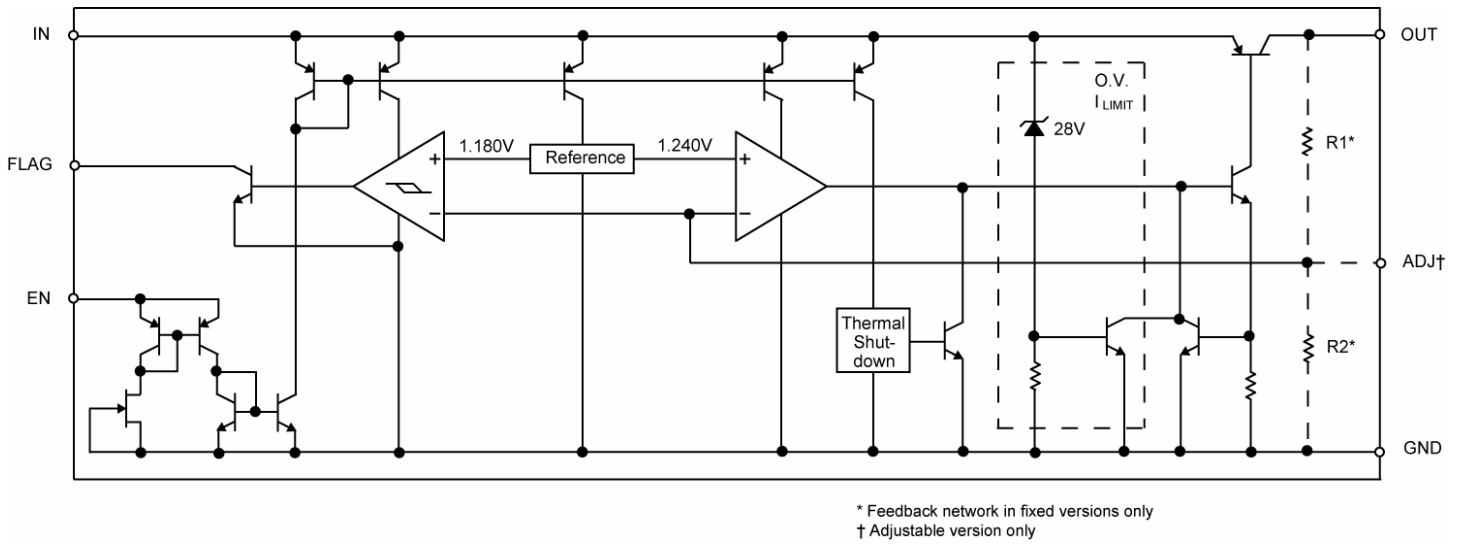 IN
OUT
O.V.
I LIMIT
28V
R1*
1.180V
Reference
1.240V
+
+
FLAG
−
−
ADJ†
EN
Thermal
Shut-
down
R2*
GND
* Feedback network in fixed versions only
† Adjustable version only